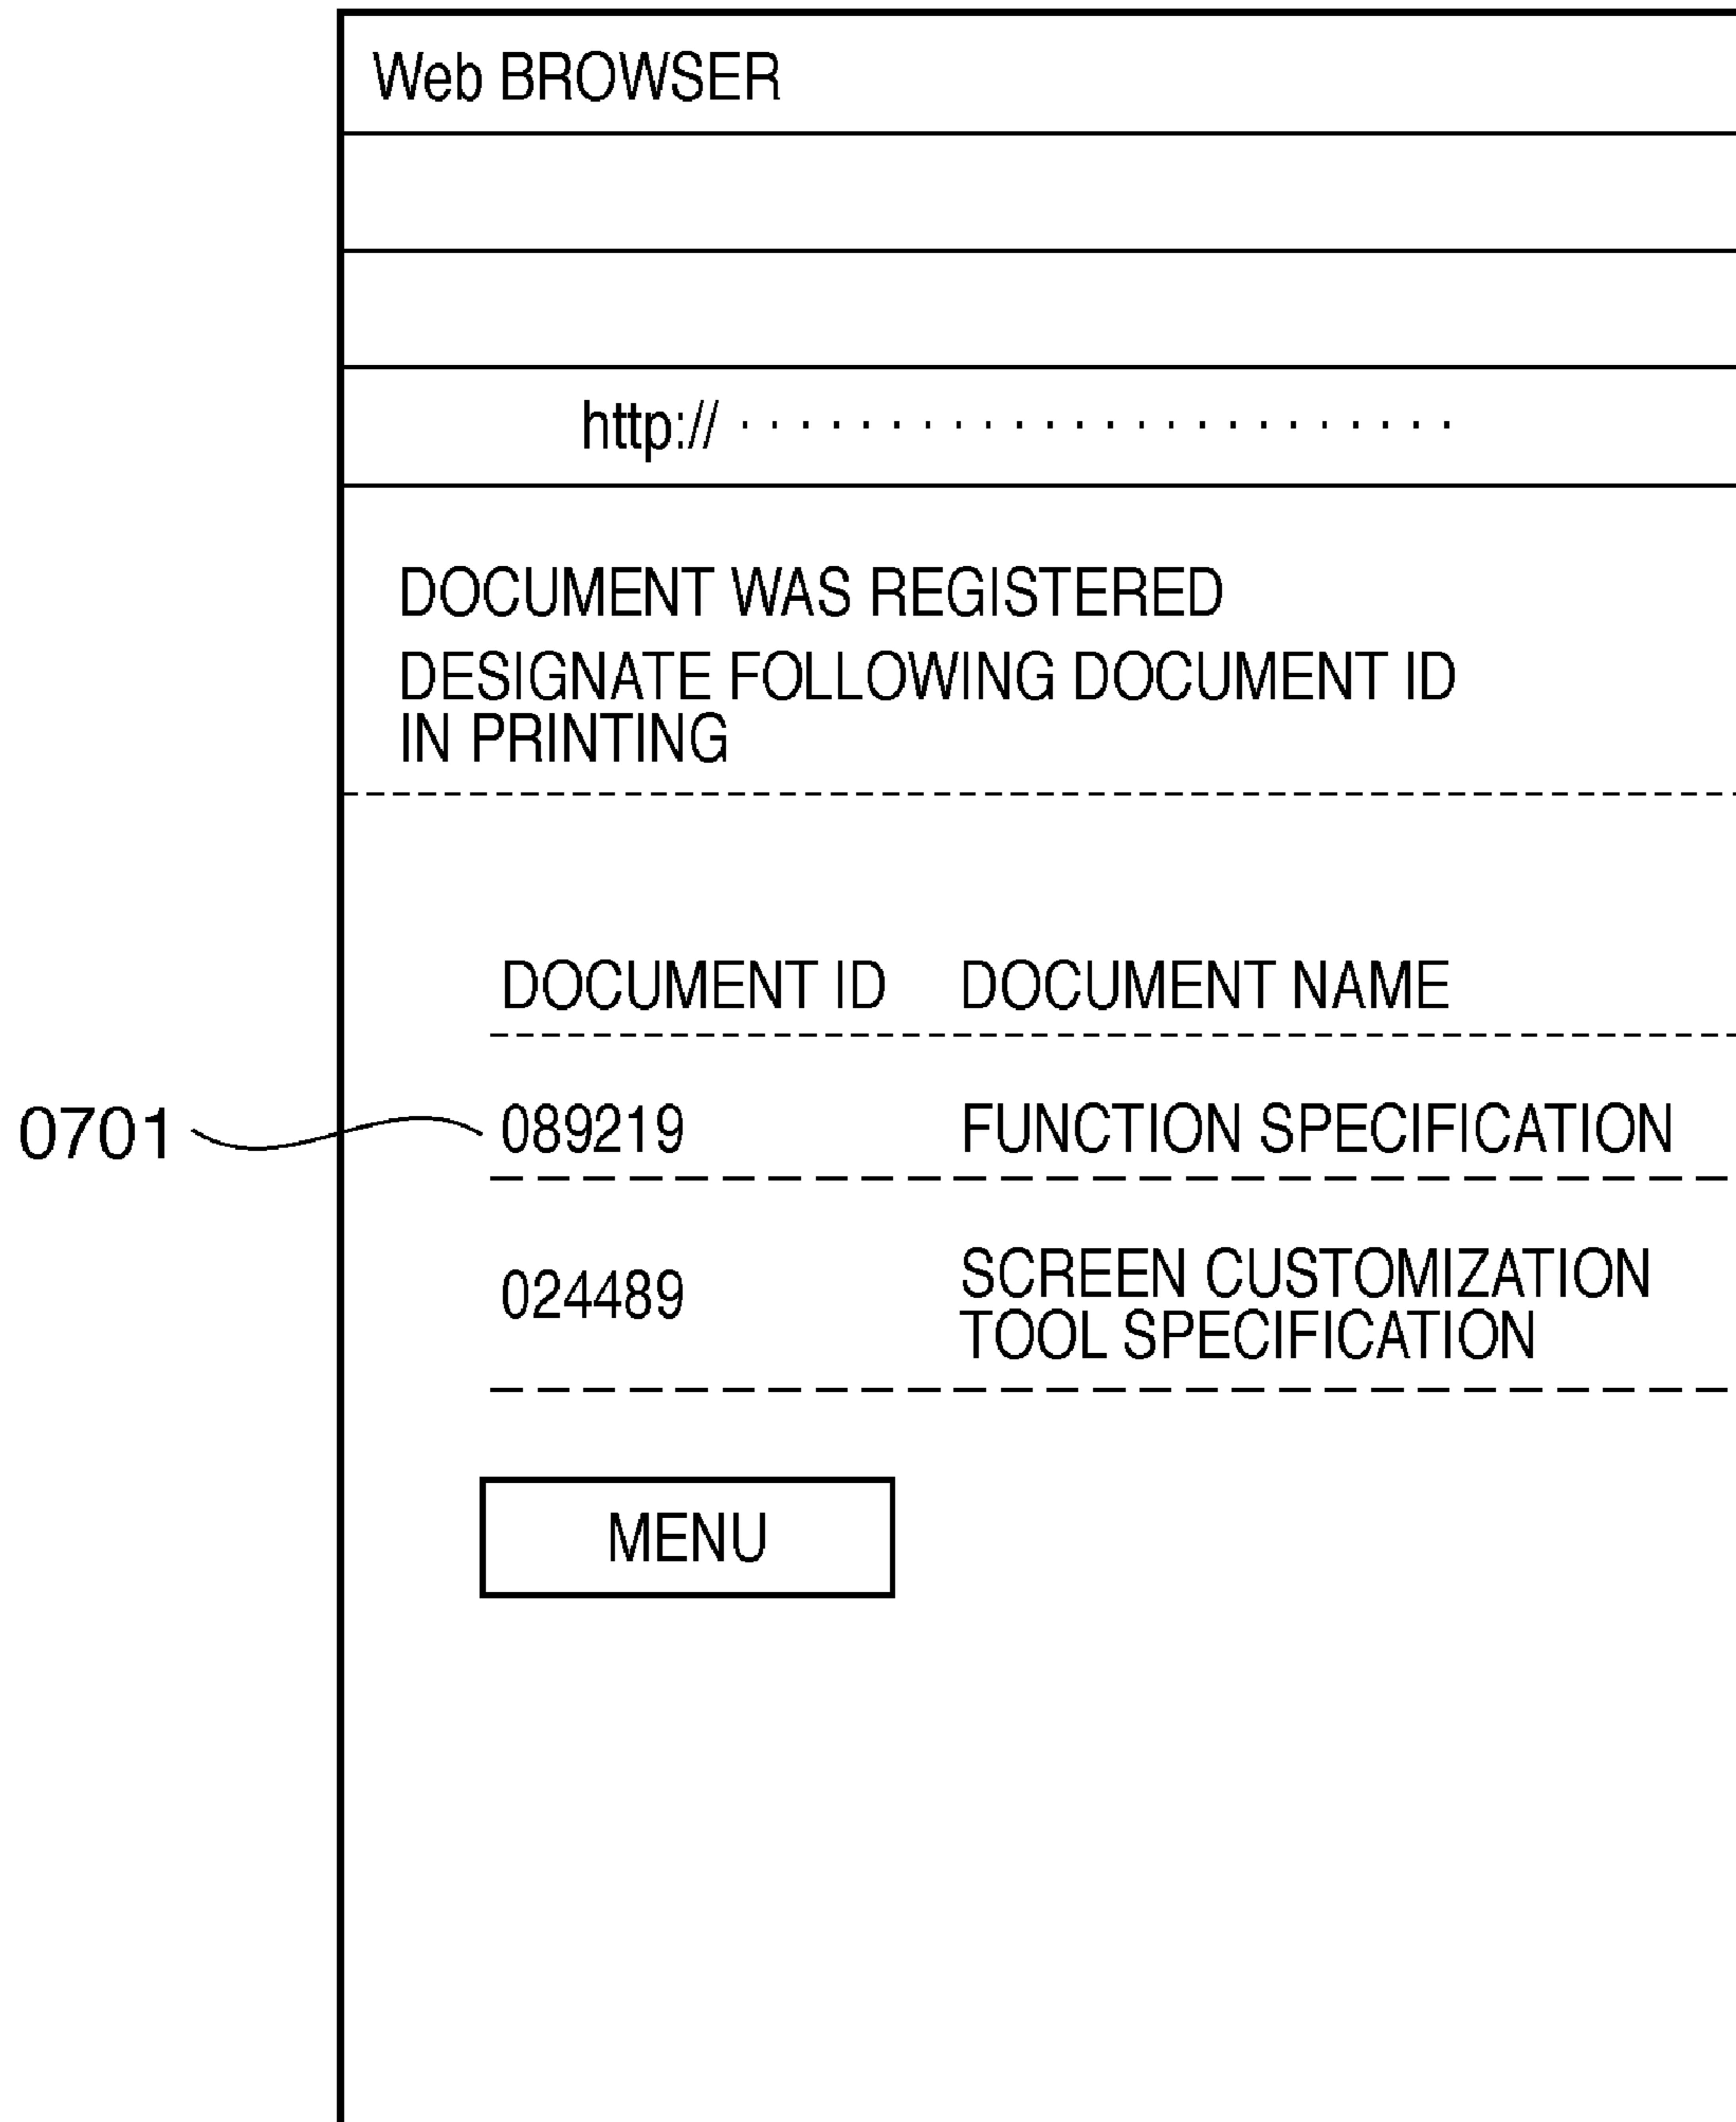 Web BROWSER
http:// ························
DOCUMENT WAS REGISTERED
DESIGNATE FOLLOWING DOCUMENT ID
IN PRINTING
DOCUMENT ID DOCUMENT NAME
0701 089219 FUNCTION SPECIFICATION
024489 SCREEN CUSTOMIZATION
TOOL SPECIFICATION
MENU